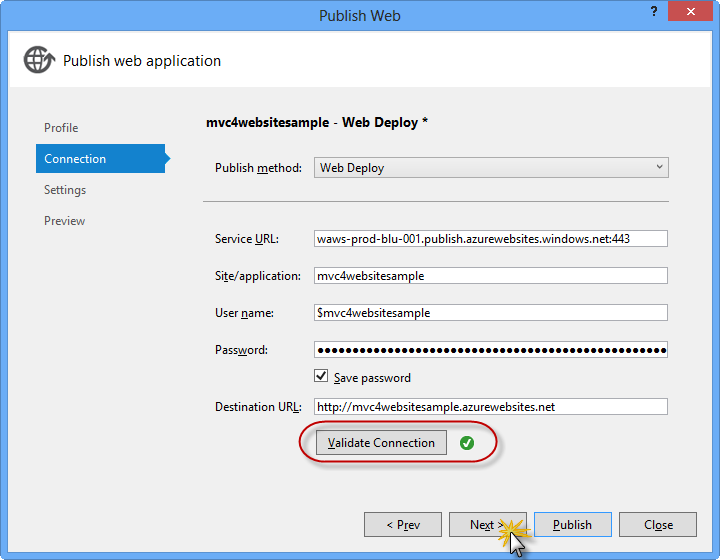 Publish Web
?
Publish web application
mvc4websitesample - Web Deploy *
Profile
Connection
Settings
Preview
Publish method: Web Deploy
Service URL: waws-prod-blu-001.publish.azurewebsites.windows.net:443
Site/application: mvc4websitesample
User name: $mvc4websitesample
Password: ●●●●●●●●●●●●●●●●●●●●●●●●●●●●●●●●●●●●●●●●●●●●●●●●●●
Save password
Destination URL: http://mvc4websitesample.azurewebsites.net
Validate Connection
< Prev Next > Publish Close